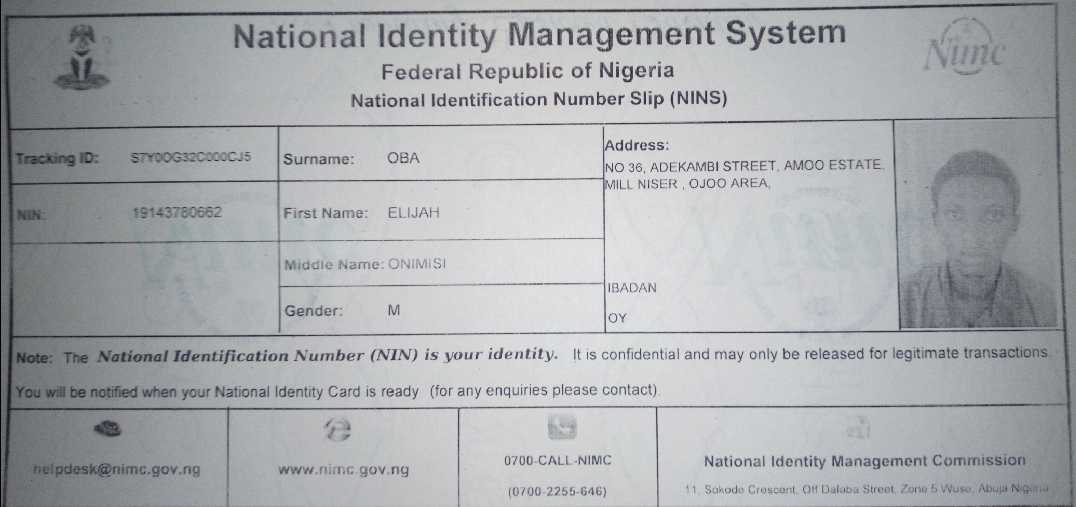 National Identity Management System
Federal Republic of Nigeria
National Identification Number Slip (NINS)
Nimc
Tracking ID: S7Y0OG32C000CJ5
Surname: OBA
Address:
NO 36, ADEKAMBI STREET, AMOO ESTATE,
MILL NISER , OJOO AREA,
NIN: 19143780662
First Name: ELIJAH
Middle Name: ONIMISI
IBADAN
Gender: M
OY
Note: The National Identification Number (NIN) is your identity. It is confidential and may only be released for legitimate transactions.
You will be notified when your National Identity Card is ready (for any enquiries please contact)
helpdesk@nimc.gov.ng
www.nimc.gov.ng
0700-CALL-NIMC
(0700-2255-646)
National Identity Management Commission
11, Sokode Crescent, Off Dalaba Street, Zone 5 Wuse, Abuja Nigeria